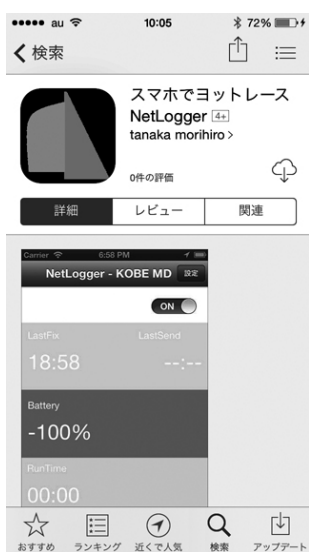 au 10:05 72%
検索
スマホでヨットレース
NetLogger 4+
tanaka morihiro >
0件の評価
詳細 レビュー 関連
Carrier 6:58 PM
NetLogger - KOBE MD 設定
ON
LastFix LastSend
18:58 --:--
Battery
-100%
RunTime
00:00
おすすめ ランキング 近くで人気 検索 アップデート